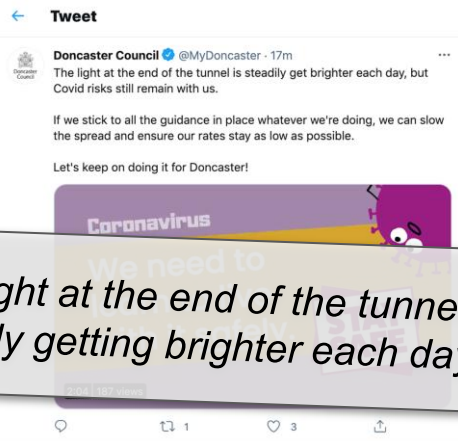 Tweet
Doncaster Council @MyDoncaster · 17m
Doncaster
Council
The light at the end of the tunnel is steadily get brighter each day, but
Covid risks still remain with us.
If we stick to all the guidance in place whatever we're doing, we can slow
the spread and ensure our rates stay as low as possible.
Let's keep on doing it for Doncaster!
Coronavirus
We need to
ght at the end of the tunne
ly getting brighter each day
2:04 187 views
1
3